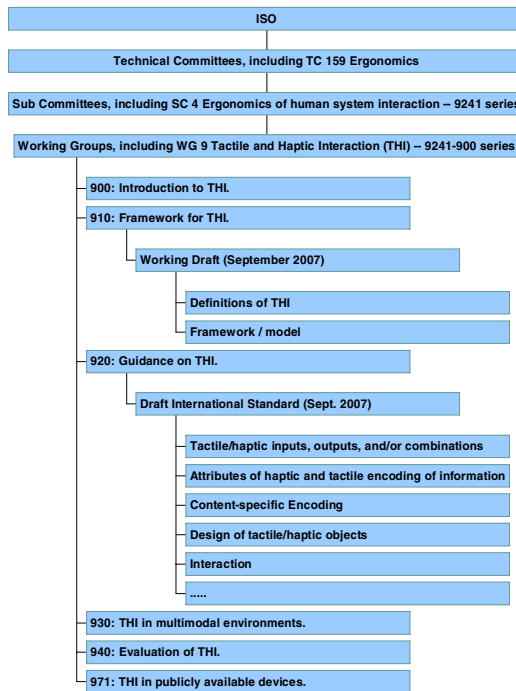 ISO
Technical Committees, including TC 159 Ergonomics
Sub Committees, including SC 4 Ergonomics of human system interaction -- 9241 series
Working Groups, including WG 9 Tactile and Haptic Interaction (THI) -- 9241-900 series
900: Introduction to THI.
910: Framework for THI.
Working Draft (September 2007)
Definitions of THI
Framework / model
920: Guidance on THI.
Draft International Standard (Sept. 2007)
Tactile/haptic inputs, outputs, and/or combinations
Attributes of haptic and tactile encoding of information
Content-specific Encoding
Design of tactile/haptic objects
Interaction
.....
930: THI in multimodal environments.
940: Evaluation of THI.
971: THI in publicly available devices.